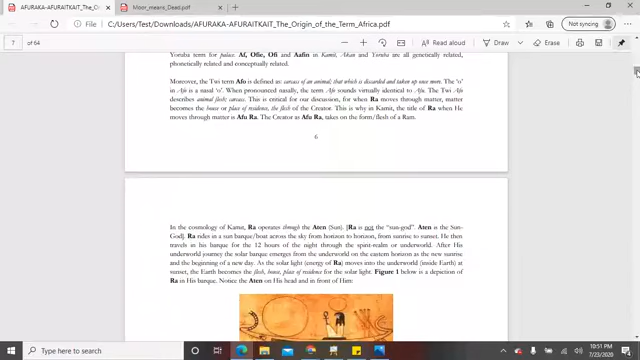 AFURAKA-AFURAITKAIT_The_Orig
Moor_means_Dead.pdf
C:/Users/Test/Downloads/AFURAKA-AFURAITKAIT_The_Origin_of_the_Term_Africa.pdf
Not syncing
7 of 64
Read aloud
Draw
Erase
Yoruba term for palace. Af, Ofie, Ofi and Aafin in Kamit, Akan and Yoruba are all genetically related,
phonetically related and conceptually related.
Moreover, the Twi term Afo is defined as: carcass of an animal; that which is discarded and taken up once more. The 'o'
in Afo is a nasal 'o'. When pronounced nasally, the term Afo sounds virtually identical to Afu. The Twi Afo
describes animal flesh; carcass. This is critical for our discussion, for when Ra moves through matter, matter
becomes the house or place of residence, the flesh of the Creator. This is why in Kamit, the title of Ra when He
moves through matter is Afu Ra. The Creator as Afu Ra, takes on the form/flesh of a Ram.
6
In the cosmology of Kamit, Ra operates through the Aten (Sun). [Ra is not the "sun-god". Aten is the Sun-
God]. Ra rides in a sun barque/boat across the sky from horizon to horizon, from sunrise to sunset. He then
travels in his barque for the 12 hours of the night through the spirit-realm or underworld. After His
underworld journey the solar barque emerges from the underworld on the eastern horizon as the new sunrise
and the beginning of a new day. As the solar light (energy of Ra) moves into the underworld (inside Earth) at
sunset, the Earth becomes the flesh, house, place of residence for the solar light. Figure 1 below is a depiction of
Ra in His barque. Notice the Aten on His head and in front of Him:
10:51 PM
7/23/2020